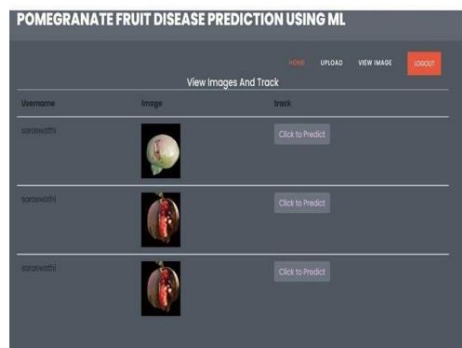 POMEGRANATE FRUIT DISEASE PREDICTION USING ML
HOME UPLOAD VIEW IMAGE LOGOUT
View Images And Track
Username Image track
saraswathi Click to Predict
saraswathi Click to Predict
saraswathi Click to Predict